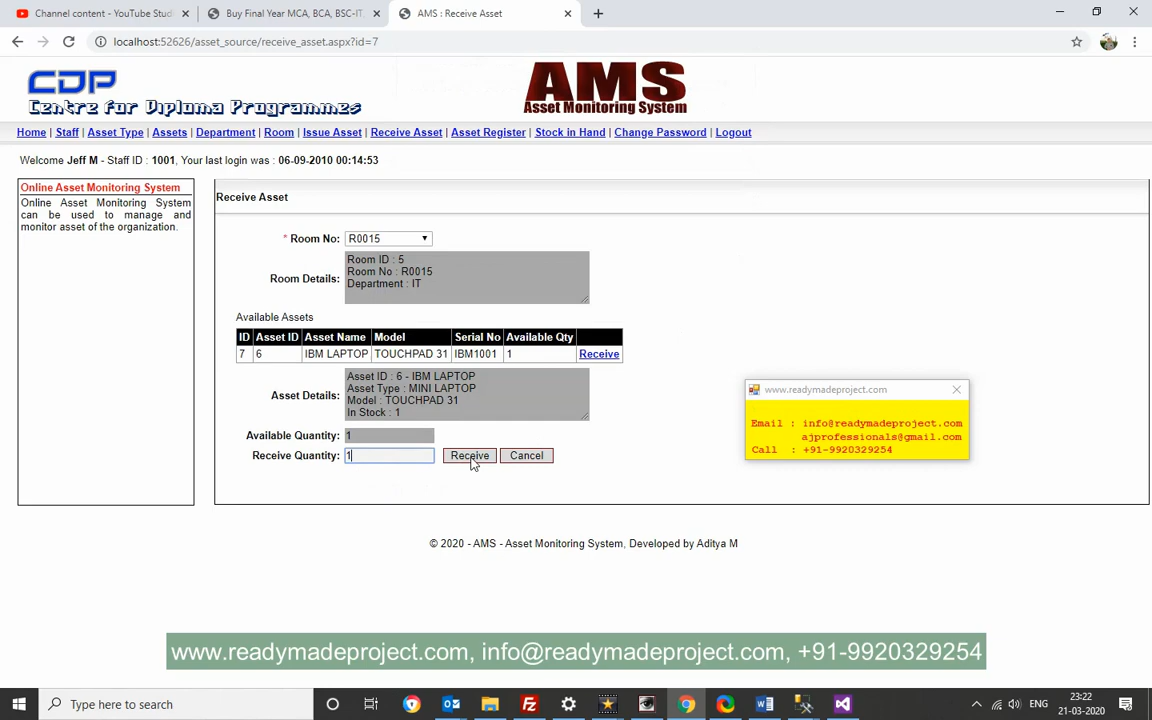 Channel content - YouTube Stud
Buy Final Year MCA, BCA, BSC-IT,
AMS : Receive Asset
localhost:52626/asset_source/receive_asset.aspx?id=7
CDP
Centre for Diploma Programmes
AMS
Asset Monitoring System
Home | Staff | Asset Type | Assets | Department | Room | Issue Asset | Receive Asset | Asset Register | Stock in Hand | Change Password | Logout
Welcome Jeff M - Staff ID : 1001, Your last login was : 06-09-2010 00:14:53
Online Asset Monitoring System
Online Asset Monitoring System
can be used to manage and
monitor asset of the organization.
Receive Asset
* Room No: R0015
Room Details:
Room ID : 5
Room No : R0015
Department : IT
Available Assets
ID Asset ID Asset Name Model Serial No Available Qty
7 6 IBM LAPTOP TOUCHPAD 31 IBM1001 1 Receive
Asset Details:
Asset ID : 6 - IBM LAPTOP
Asset Type : MINI LAPTOP
Model : TOUCHPAD 31
In Stock : 1
Available Quantity: 1
Receive Quantity: 1 Receive Cancel
www.readymadeproject.com
Email : info@readymadeproject.com
ajprofessionals@gmail.com
Call : +91-9920329254
© 2020 - AMS - Asset Monitoring System, Developed by Aditya M
www.readymadeproject.com, info@readymadeproject.com, +91-9920329254
Type here to search
ENG
23:22
21-03-2020